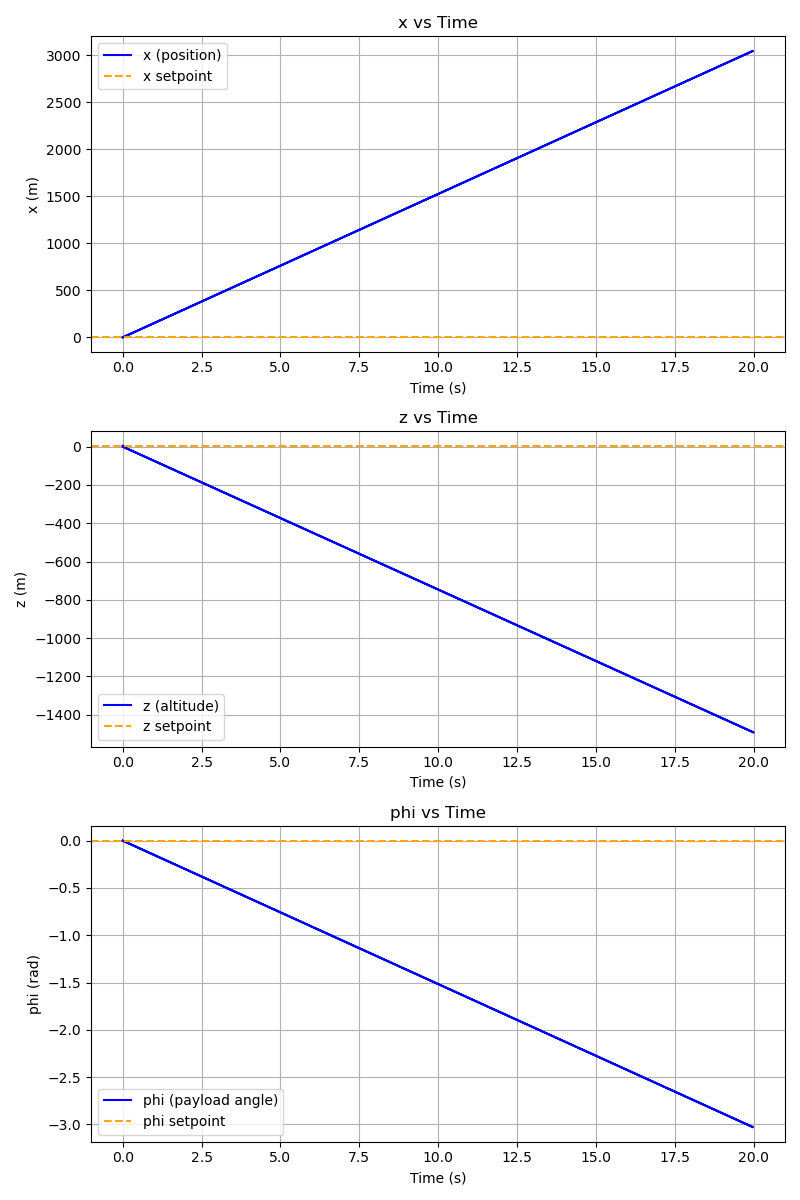 x vs Time
3000
2500
2000
1500
1000
500
0
x (m)
x (position)
x setpoint
0.0 2.5 5.0 7.5 10.0 12.5 15.0 17.5 20.0
Time (s)
z vs Time
0
−200
−400
−600
−800
−1000
−1200
−1400
z (m)
z (altitude)
z setpoint
0.0 2.5 5.0 7.5 10.0 12.5 15.0 17.5 20.0
Time (s)
phi vs Time
0.0
−0.5
−1.0
−1.5
−2.0
−2.5
−3.0
phi (rad)
phi (payload angle)
phi setpoint
0.0 2.5 5.0 7.5 10.0 12.5 15.0 17.5 20.0
Time (s)